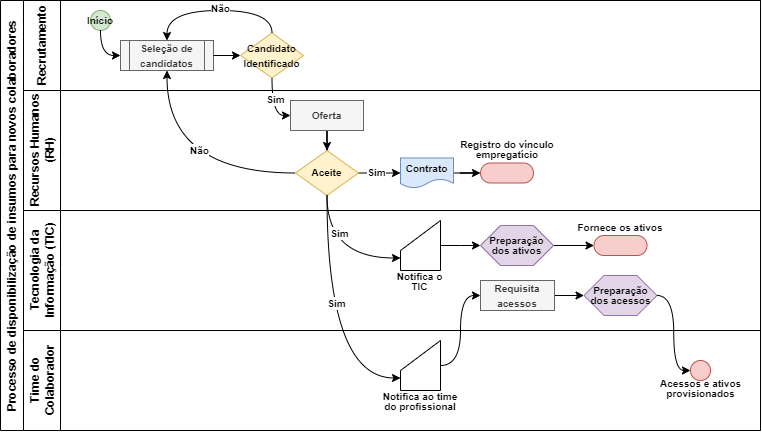 Processo de disponibilização de insumos para novos colaboradores
Recrutamento
Início
Não
Seleção de
candidatos
Candidato
Identificado
Sim
Recursos Humanos
(RH)
Oferta
Não
Aceite
Sim
Contrato
Registro do vínculo
empregatício
Tecnologia da
Informação (TIC)
Sim
Notifica o
TIC
Preparação
dos ativos
Fornece os ativos
Sim
Requisita
acessos
Preparação
dos acessos
Time do
Colaborador
Notifica ao time
do profissional
Acessos e ativos
provisionados